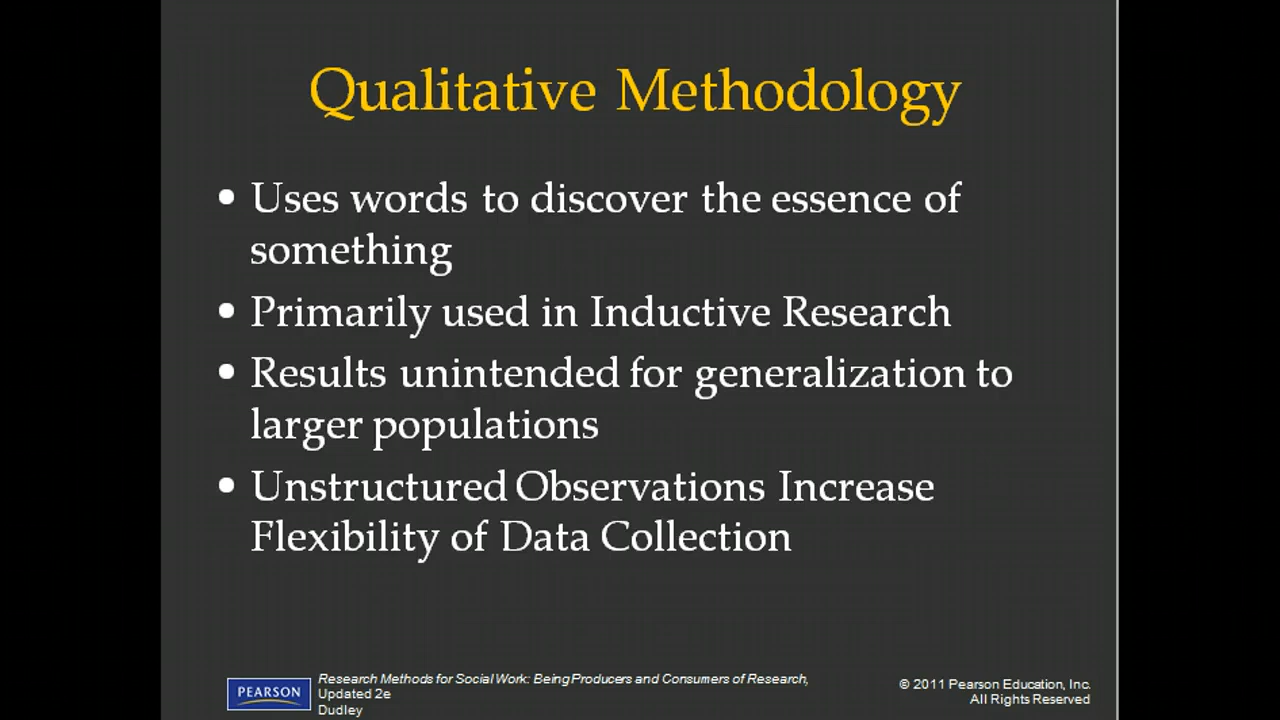 Qualitative Methodology
• Uses words to discover the essence of
something
• Primarily used in Inductive Research
• Results unintended for generalization to
larger populations
• Unstructured Observations Increase
Flexibility of Data Collection
PEARSON
Research Methods for Social Work: Being Producers and Consumers of Research,
Updated 2e
Dudley
© 2011 Pearson Education, Inc.
All Rights Reserved